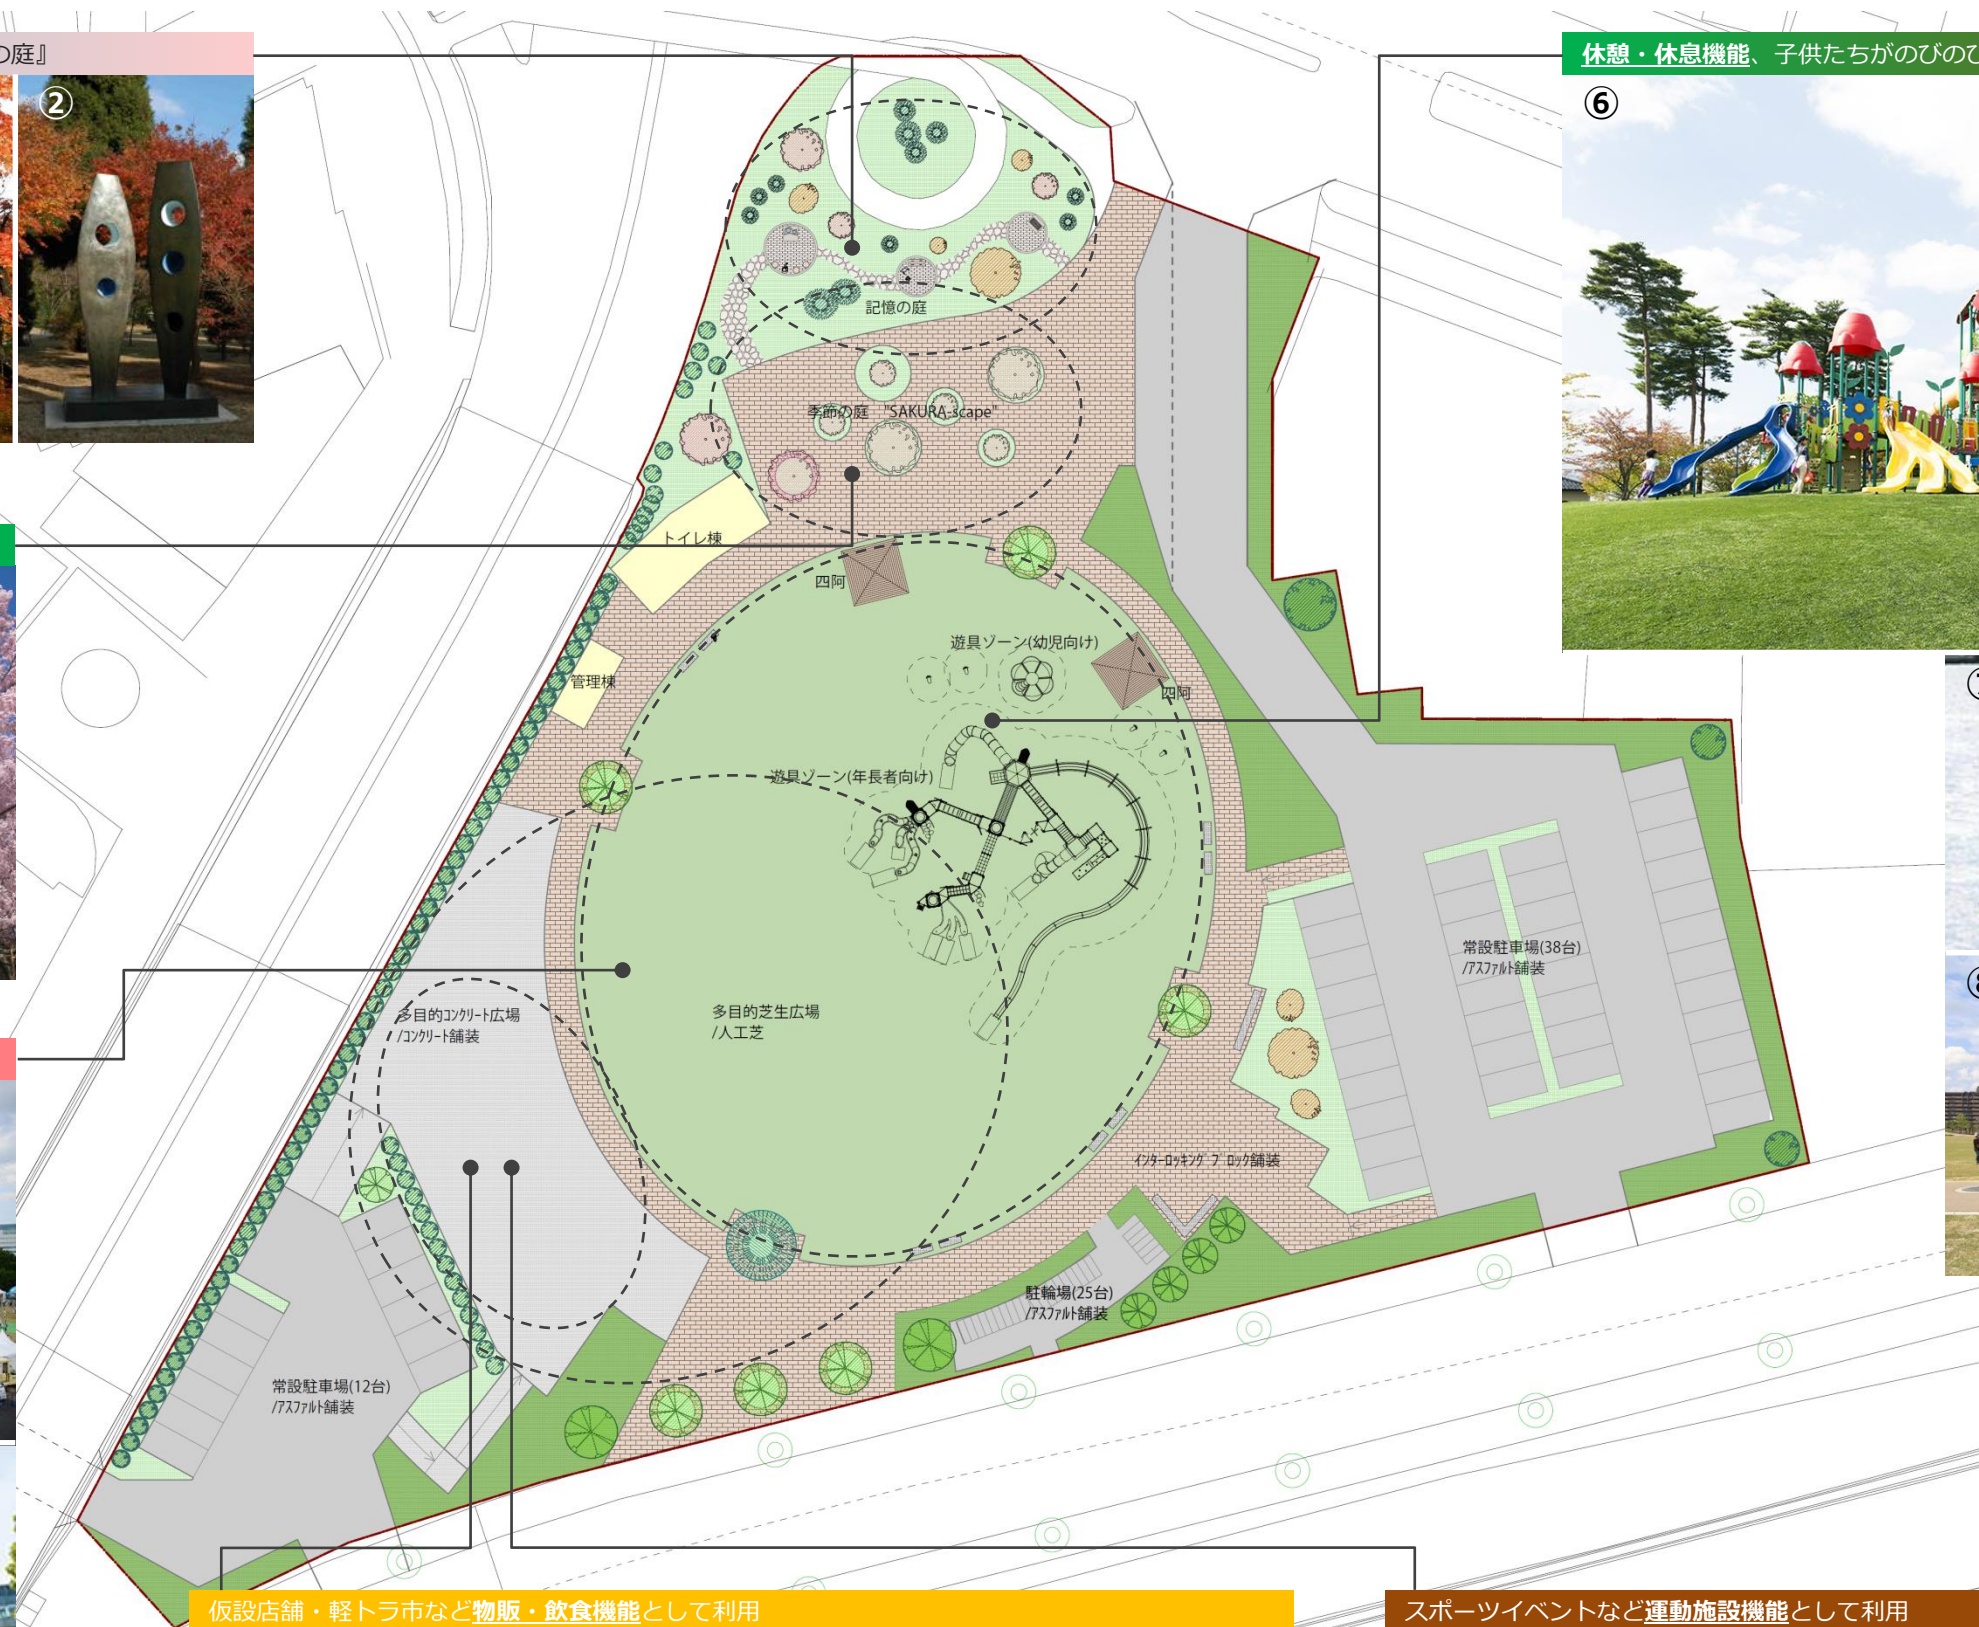 の庭』
②
休憩・休息機能、子供たちがのびのび
⑥
記憶の庭
季節の庭 "SAKURA-scape"
トイレ棟
四阿
遊具ゾーン(幼児向け)
管理棟
四阿
遊具ゾーン(年長者向け)
常設駐車場(38台)
/アスファルト舗装
多目的コンクリート広場
/コンクリート舗装
多目的芝生広場
/人工芝
インターロッキングブロック舗装
駐輪場(25台)
/アスファルト舗装
常設駐車場(12台)
/アスファルト舗装
仮設店舗・軽トラ市など物販・飲食機能として利用
スポーツイベントなど運動施設機能として利用